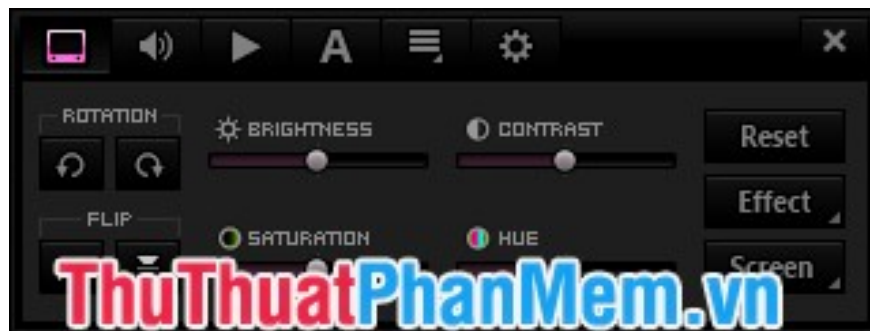 A
ROTATION
BRIGHTNESS
CONTRAST
Reset
FLIP
Effect
SATURATION
HUE
Screen
ThuThuatPhanMem.vn